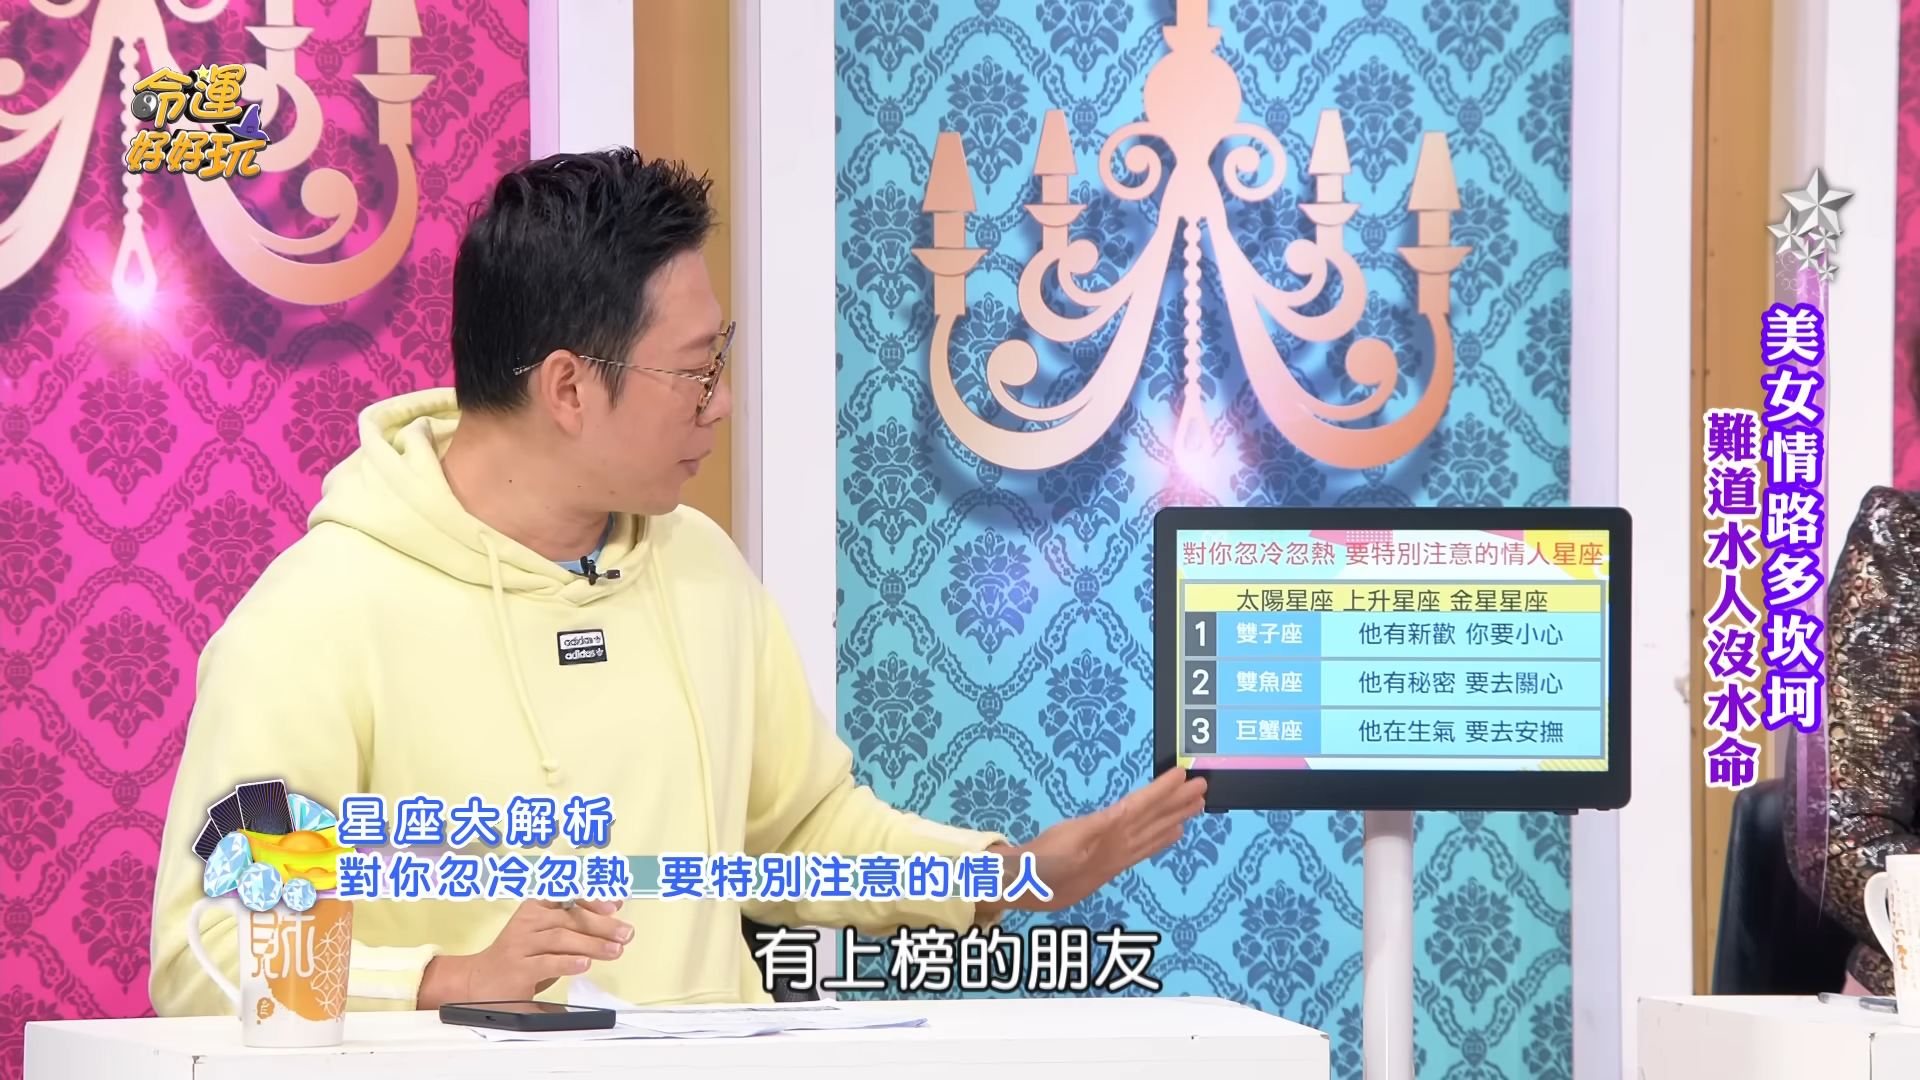 命運
好好玩
美女情路多坎坷
難道水人沒水命
對你忽冷忽熱 要特別注意的情人星座
太陽星座 上升星座 金星星座
1 雙子座 他有新歡 你要小心
2 雙魚座 他有秘密 要去關心
3 巨蟹座 他在生氣 要去安撫
adidas
adidas
星座大解析
對你忽冷忽熱 要特別注意的情人
有上榜的朋友